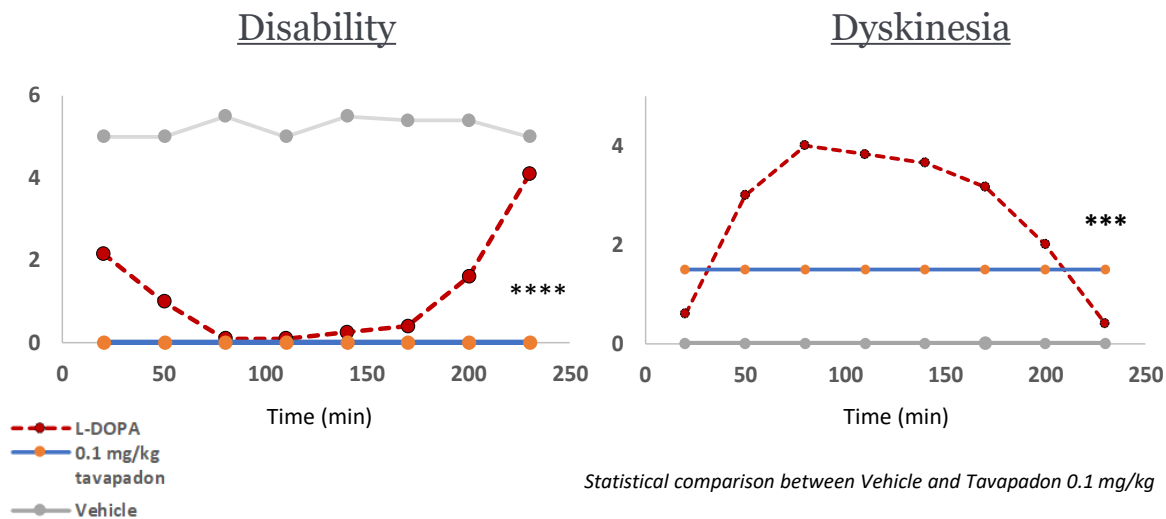 Disability
Dyskinesia
6
4
2
0
****
0
50
100
150
200
250
Time (min)
4
2
0
***
0
50
100
150
200
250
Time (min)
L-DOPA
0.1 mg/kg
tavapadon
Vehicle
Statistical comparison between Vehicle and Tavapadon 0.1 mg/kg